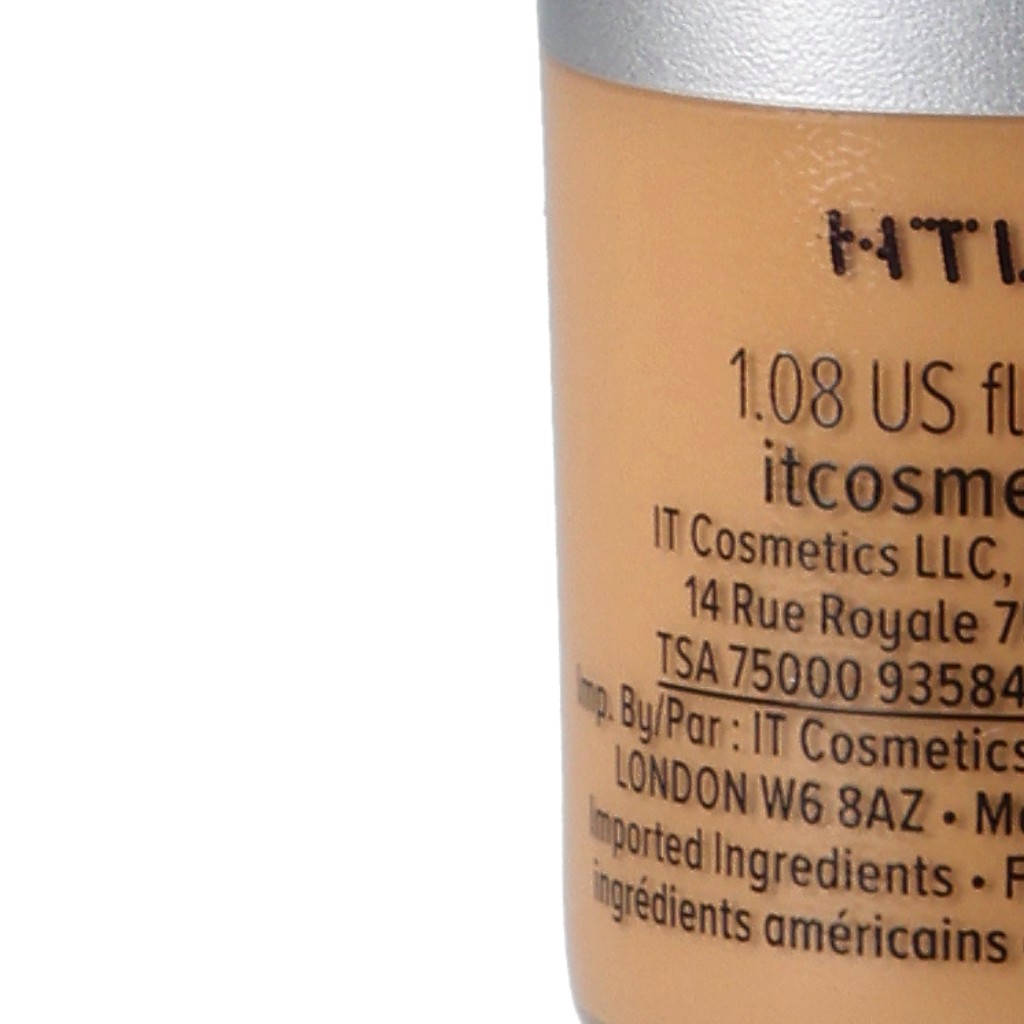 1.08 US fl
itcosme
IT Cosmetics LLC,
14 Rue Royale 7
TSA 75000 93584
Imp. By/Par : IT Cosmetics
LONDON W6 8AZ • M
Imported Ingredients • F
ingrédients américains